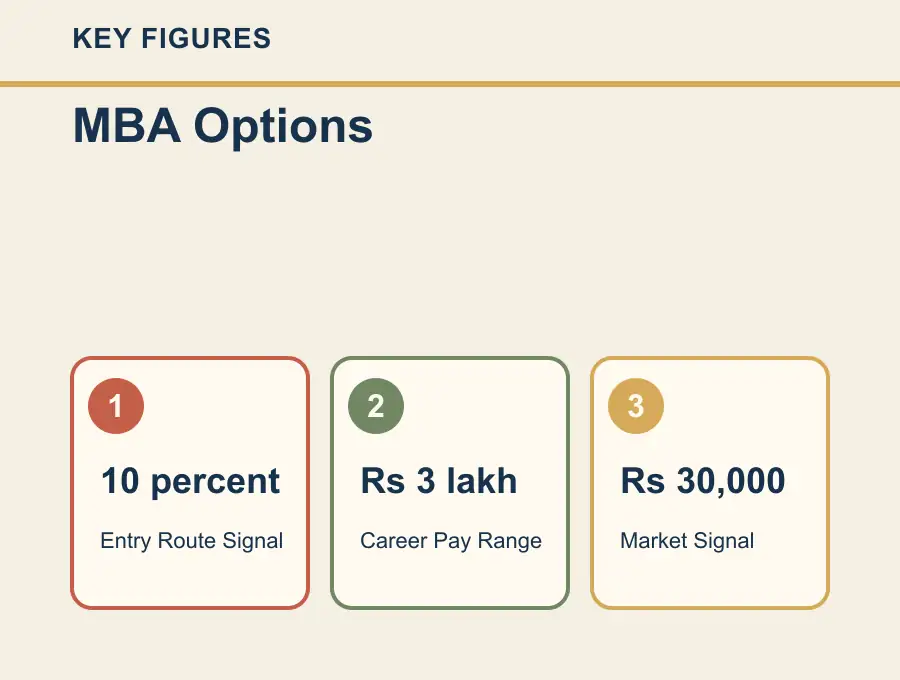 KEY FIGURES
MBA Options
1
10 percent
Entry Route Signal
2
Rs 3 lakh
Career Pay Range
3
Rs 30,000
Market Signal